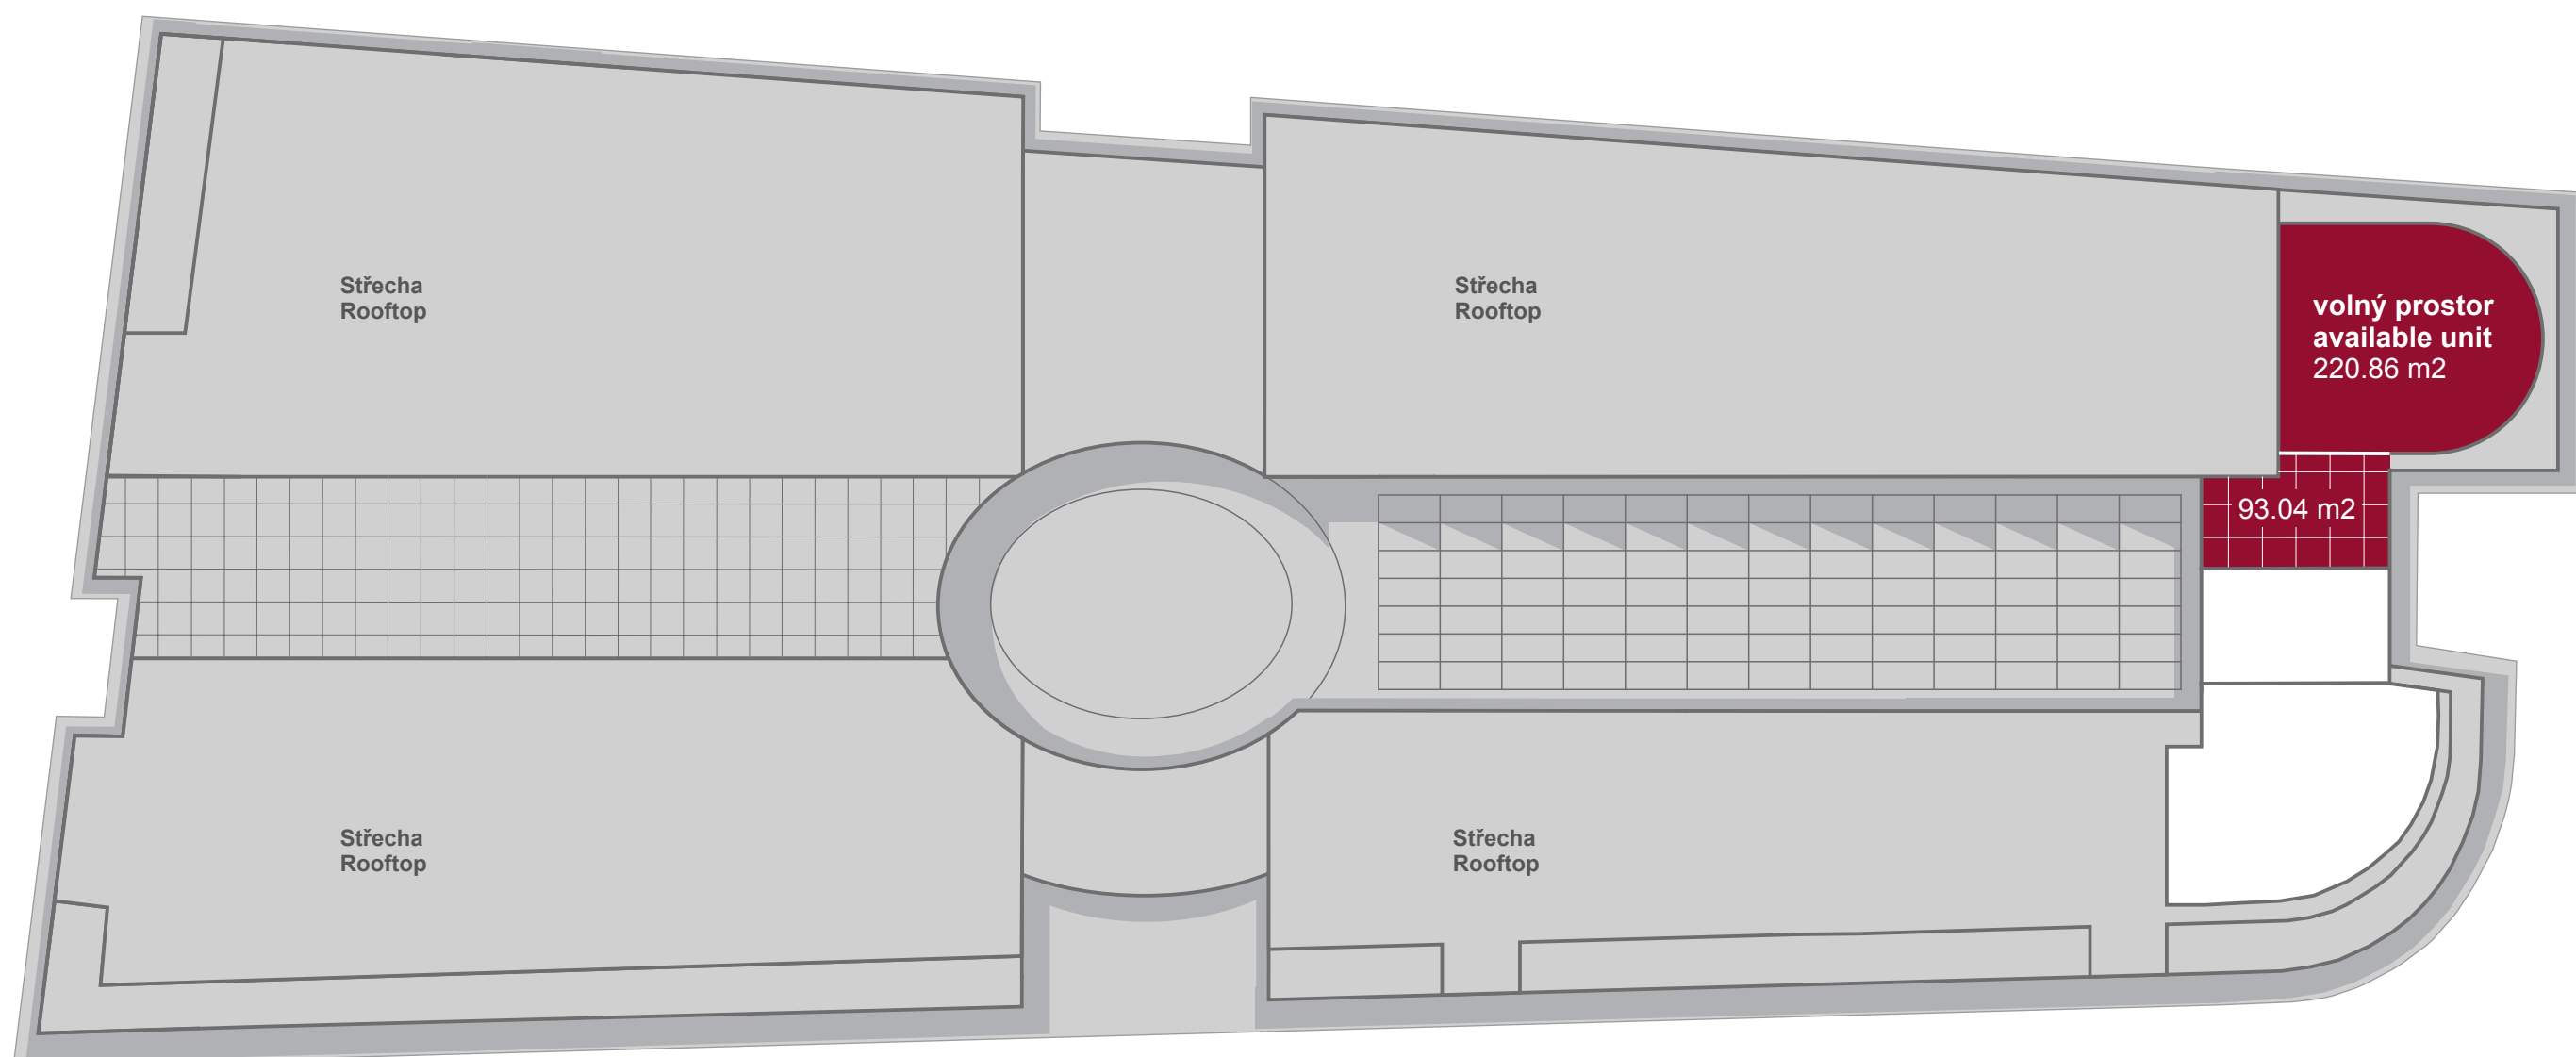 Střecha
Rooftop
Střecha
Rooftop
volný prostor
available unit
220.86 m2
93.04 m2
Střecha
Rooftop
Střecha
Rooftop